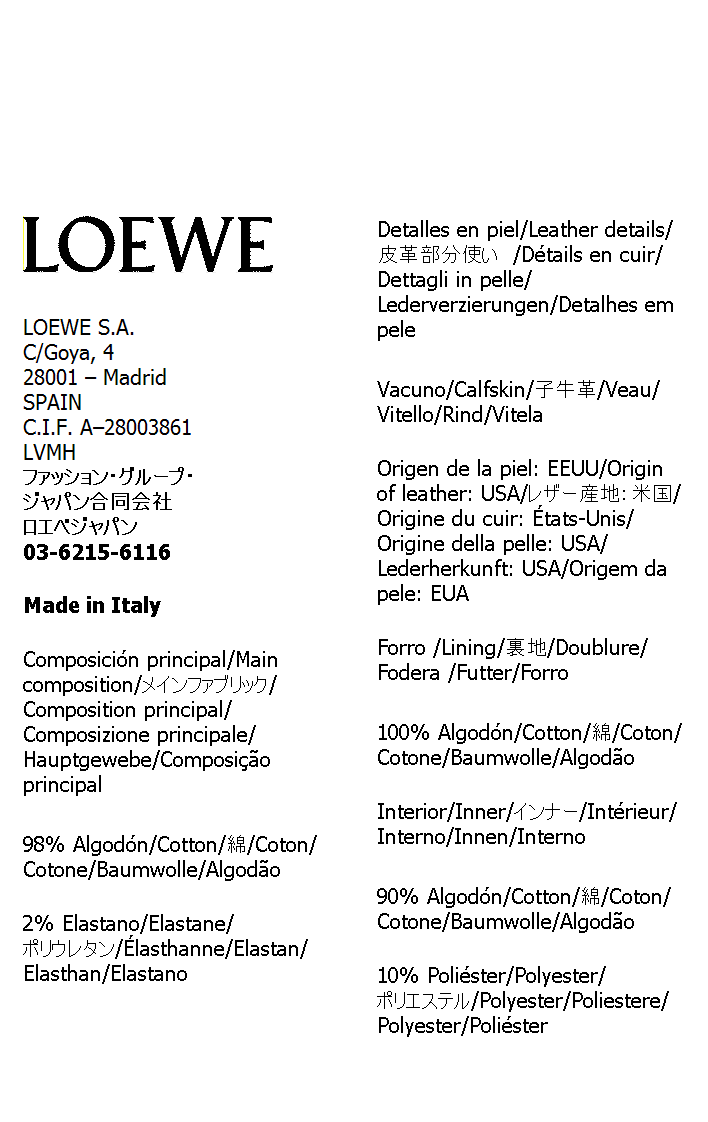 LOEWE
LOEWE S.A.
C/Goya, 4
28001 – Madrid
SPAIN
C.I.F. A–28003861
LVMH
ファッション・グループ・
ジャパン合同会社
ロエベジャパン
03-6215-6116
Made in Italy
Composición principal/Main
composition/メインファブリック/
Composition principal/
Composizione principale/
Hauptgewebe/Composição
principal
98% Algodón/Cotton/綿/Coton/
Cotone/Baumwolle/Algodão
2% Elastano/Elastane/
ポリウレタン/Élasthanne/Elastan/
Elasthan/Elastano
Detalles en piel/Leather details/
皮革部分使い /Détails en cuir/
Dettagli in pelle/
Lederverzierungen/Detalhes em
pele
Vacuno/Calfskin/子牛革/Veau/
Vitello/Rind/Vitela
Origen de la piel: EEUU/Origin
of leather: USA/レザー産地: 米国/
Origine du cuir: États-Unis/
Origine della pelle: USA/
Lederherkunft: USA/Origem da
pele: EUA
Forro /Lining/裏地/Doublure/
Fodera /Futter/Forro
100% Algodón/Cotton/綿/Coton/
Cotone/Baumwolle/Algodão
Interior/Inner/インナー/Intérieur/
Interno/Innen/Interno
90% Algodón/Cotton/綿/Coton/
Cotone/Baumwolle/Algodão
10% Poliéster/Polyester/
ポリエステル/Polyester/Poliestere/
Polyester/Poliéster